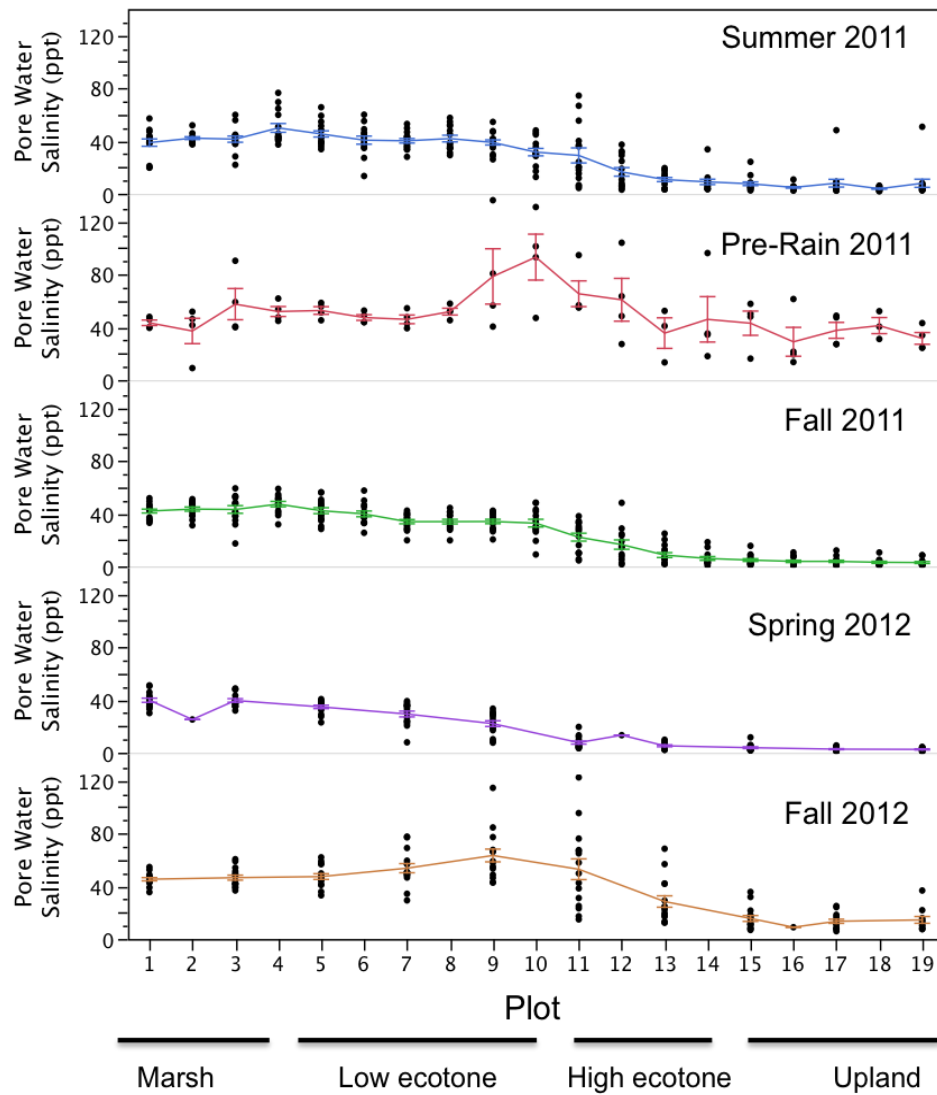 Summer 2011
Pore Water
Salinity (ppt)
120
80
40
0
Pre-Rain 2011
Pore Water
Salinity (ppt)
120
80
40
0
Fall 2011
Pore Water
Salinity (ppt)
120
80
40
0
Spring 2012
Pore Water
Salinity (ppt)
120
80
40
0
Fall 2012
Pore Water
Salinity (ppt)
120
80
40
0
1 2 3 4 5 6 7 8 9 10 11 12 13 14 15 16 17 18 19
Plot
Marsh Low ecotone High ecotone Upland